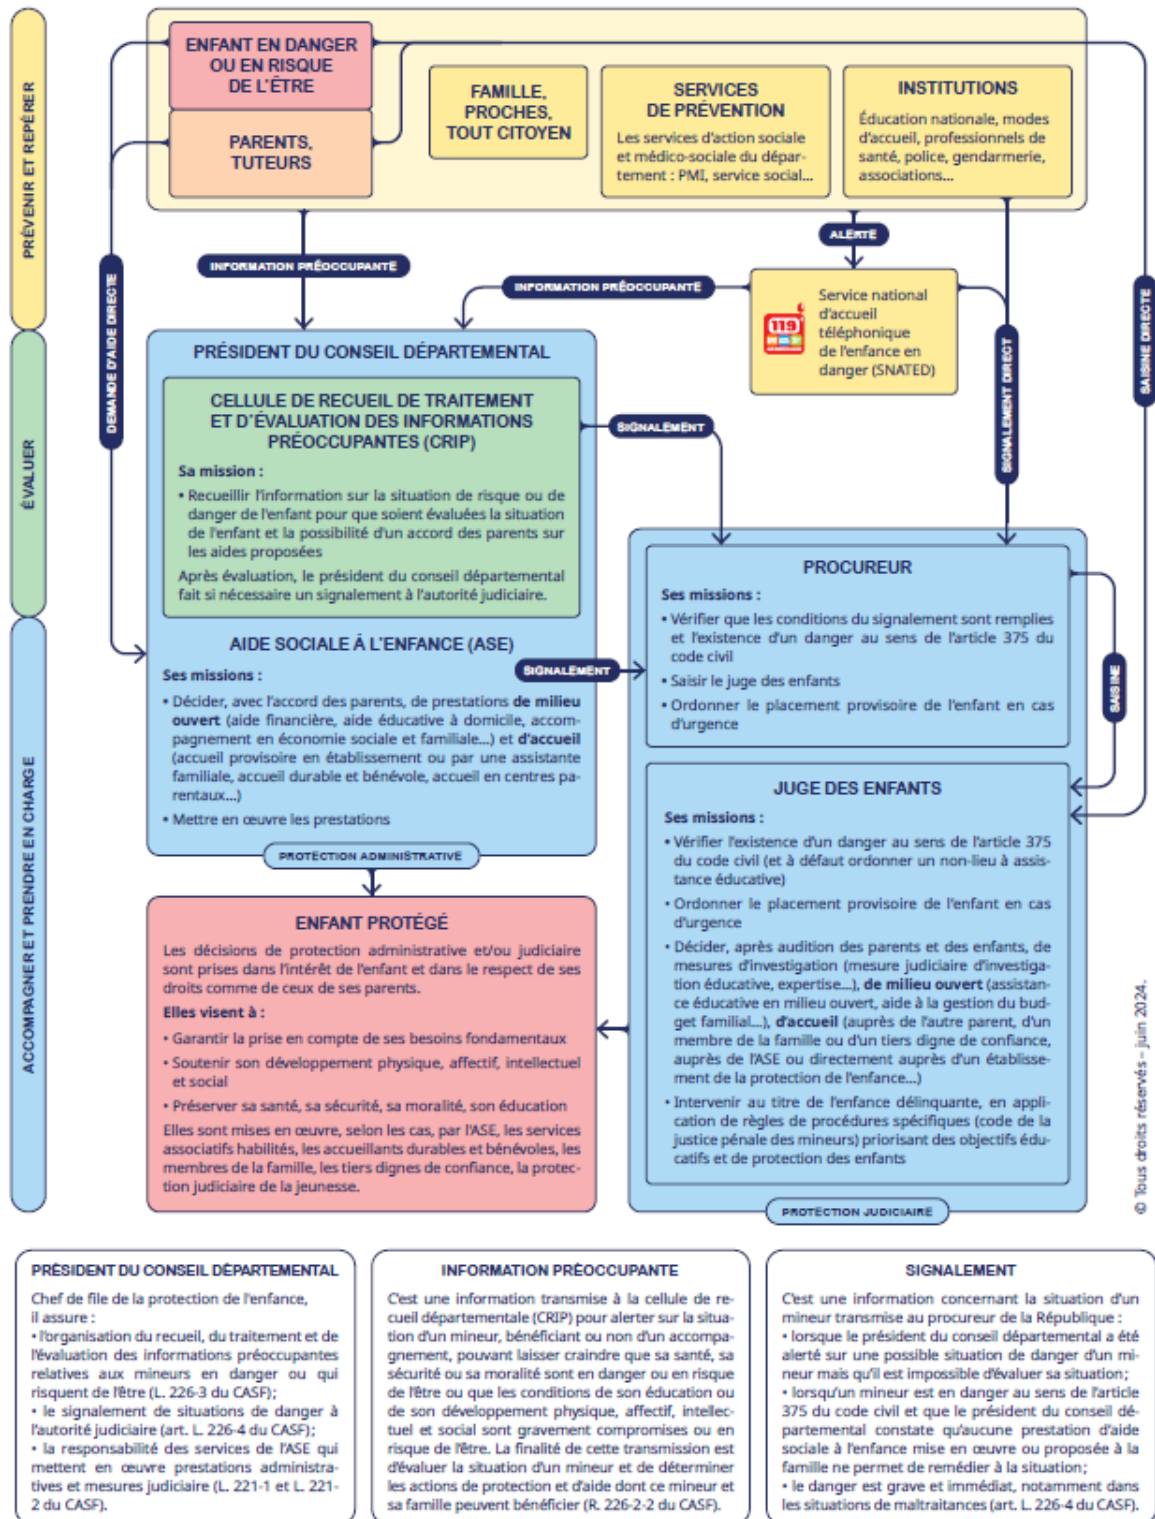 PRÉVENIR ET REPÉRER
ÉVALUER
ACCOMPAGNER ET PRENDRE EN CHARGE
ENFANT EN DANGER
OU EN RISQUE
DE L'ÊTRE
PARENTS,
TUTEURS
FAMILLE,
PROCHES,
TOUT CITOYEN
SERVICES
DE PRÉVENTION
Les services d'action sociale
et médico-sociale du dépar-
tement : PMI, service social...
INSTITUTIONS
Éducation nationale, modes
d'accueil, professionnels de
santé, police, gendarmerie,
associations...
ALERTE
INFORMATION PRÉOCCUPANTE
INFORMATION PRÉOCCUPANTE
DEMANDE D'AIDE DIRECTE
SAISINE DIRECTE
SIGNALEMENT DIRECT
119
Service national
d'accueil
téléphonique
de l'enfance en
danger (SNATED)
PRÉSIDENT DU CONSEIL DÉPARTEMENTAL
CELLULE DE RECUEIL DE TRAITEMENT
ET D'ÉVALUATION DES INFORMATIONS
PRÉOCCUPANTES (CRIP)
Sa mission :
• Recueillir l'information sur la situation de risque ou de
danger de l'enfant pour que soient évaluées la situation
de l'enfant et la possibilité d'un accord des parents sur
les aides proposées
Après évaluation, le président du conseil départemental
fait si nécessaire un signalement à l'autorité judiciaire.
SIGNALEMENT
AIDE SOCIALE À L'ENFANCE (ASE)
Ses missions :
• Décider, avec l'accord des parents, de prestations de milieu
ouvert (aide financière, aide éducative à domicile, accom-
pagnement en économie sociale et familiale...) et d'accueil
(accueil provisoire en établissement ou par une assistante
familiale, accueil durable et bénévole, accueil en centres pa-
rentaux...)
• Mettre en œuvre les prestations
SIGNALEMENT
PROTECTION ADMINISTRATIVE
PROCUREUR
Ses missions :
• Vérifier que les conditions du signalement sont remplies
et l'existence d'un danger au sens de l'article 375 du
code civil
• Saisir le juge des enfants
• Ordonner le placement provisoire de l'enfant en cas
d'urgence
SAISINE
JUGE DES ENFANTS
Ses missions :
• Vérifier l'existence d'un danger au sens de l'article 375
du code civil (et à défaut ordonner un non-lieu à assis-
tance éducative)
• Ordonner le placement provisoire de l'enfant en cas
d'urgence
• Décider, après audition des parents et des enfants, de
mesures d'investigation (mesure judiciaire d'investiga-
tion éducative, expertise...), de milieu ouvert (assistan-
ce éducative en milieu ouvert, aide à la gestion du bud-
get familial...), d'accueil (auprès de l'autre parent, d'un
membre de la famille ou d'un tiers digne de confiance,
auprès de l'ASE ou directement auprès d'un établisse-
ment de la protection de l'enfance...)
• Intervenir au titre de l'enfance délinquante, en appli-
cation de règles de procédures spécifiques (code de la
justice pénale des mineurs) priorisant des objectifs édu-
catifs et de protection des enfants
PROTECTION JUDICIAIRE
ENFANT PROTÉGÉ
Les décisions de protection administrative et/ou judiciaire
sont prises dans l'intérêt de l'enfant et dans le respect de ses
droits comme de ceux de ses parents.
Elles visent à :
• Garantir la prise en compte de ses besoins fondamentaux
• Soutenir son développement physique, affectif, intellectuel
et social
• Préserver sa santé, sa sécurité, sa moralité, son éducation
Elles sont mises en œuvre, selon les cas, par l'ASE, les services
associatifs habilités, les accueillants durables et bénévoles, les
membres de la famille, les tiers dignes de confiance, la protec-
tion judiciaire de la jeunesse.
© Tous droits réservés – juin 2024.
PRÉSIDENT DU CONSEIL DÉPARTEMENTAL
Chef de file de la protection de l'enfance,
il assure :
• l'organisation du recueil, du traitement et de
l'évaluation des informations préoccupantes
relatives aux mineurs en danger ou qui
risquent de l'être (L. 226-3 du CASF);
• le signalement de situations de danger à
l'autorité judiciaire (art. L. 226-4 du CASF);
• la responsabilité des services de l'ASE qui
mettent en œuvre prestations administra-
tives et mesures judiciaire (L. 221-1 et L. 221-
2 du CASF).
INFORMATION PRÉOCCUPANTE
C'est une information transmise à la cellule de re-
cueil départementale (CRIP) pour alerter sur la situa-
tion d'un mineur, bénéficiant ou non d'un accompa-
gnement, pouvant laisser craindre que sa santé, sa
sécurité ou sa moralité sont en danger ou en risque
de l'être ou que les conditions de son éducation ou
de son développement physique, affectif, intellec-
tuel et social sont gravement compromises ou en
risque de l'être. La finalité de cette transmission est
d'évaluer la situation d'un mineur et de déterminer
les actions de protection et d'aide dont ce mineur et
sa famille peuvent bénéficier (R. 226-2-2 du CASF).
SIGNALEMENT
C'est une information concernant la situation d'un
mineur transmise au procureur de la République :
• lorsque le président du conseil départemental a été
alerté sur une possible situation de danger d'un mi-
neur mais qu'il est impossible d'évaluer sa situation;
• lorsqu'un mineur est en danger au sens de l'article
375 du code civil et que le président du conseil dé-
partemental constate qu'aucune prestation d'aide
sociale à l'enfance mise en œuvre ou proposée à la
famille ne permet de remédier à la situation;
• le danger est grave et immédiat, notamment dans
les situations de maltraitances (art. L. 226-4 du CASF).